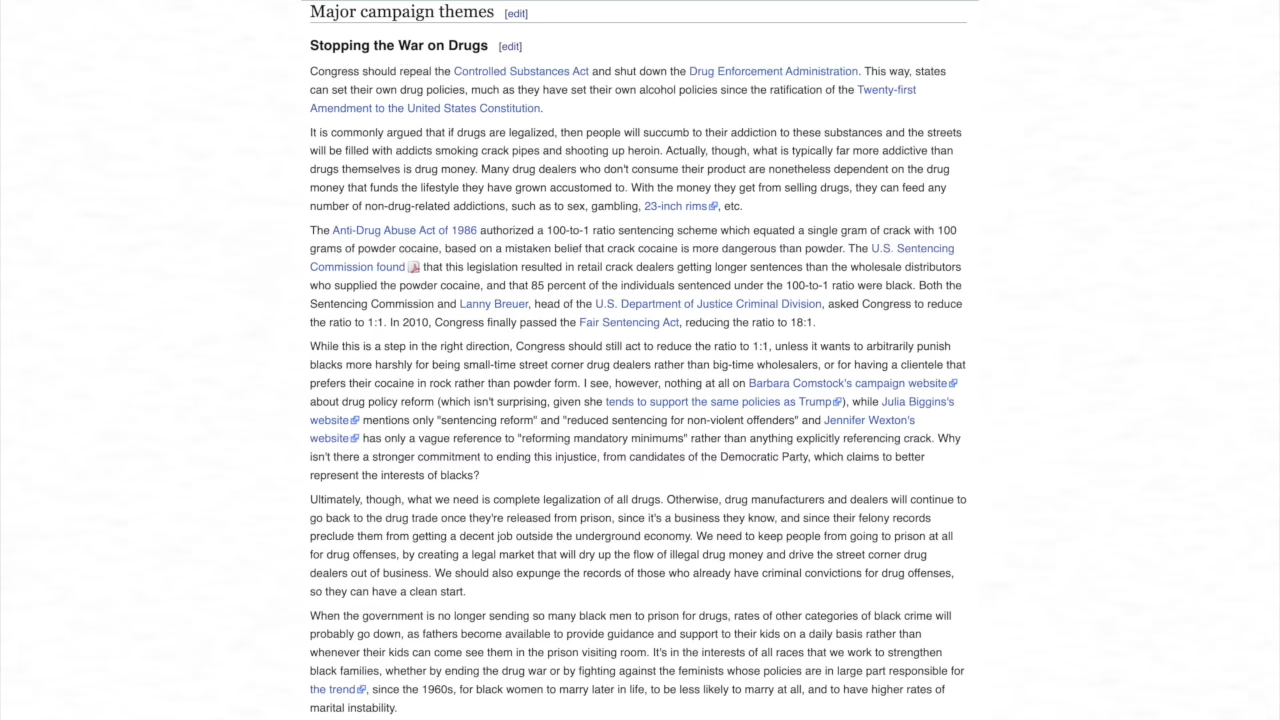 Major campaign themes [edit]
Stopping the War on Drugs [edit]
Congress should repeal the Controlled Substances Act and shut down the Drug Enforcement Administration. This way, states
can set their own drug policies, much as they have set their own alcohol policies since the ratification of the Twenty-first
Amendment to the United States Constitution.
It is commonly argued that if drugs are legalized, then people will succumb to their addiction to these substances and the streets
will be filled with addicts smoking crack pipes and shooting up heroin. Actually, though, what is typically far more addictive than
drugs themselves is drug money. Many drug dealers who don't consume their product are nonetheless dependent on the drug
money that funds the lifestyle they have grown accustomed to. With the money they get from selling drugs, they can feed any
number of non-drug-related addictions, such as to sex, gambling, 23-inch rims, etc.
The Anti-Drug Abuse Act of 1986 authorized a 100-to-1 ratio sentencing scheme which equated a single gram of crack with 100
grams of powder cocaine, based on a mistaken belief that crack cocaine is more dangerous than powder. The U.S. Sentencing
Commission found that this legislation resulted in retail crack dealers getting longer sentences than the wholesale distributors
who supplied the powder cocaine, and that 85 percent of the individuals sentenced under the 100-to-1 ratio were black. Both the
Sentencing Commission and Lanny Breuer, head of the U.S. Department of Justice Criminal Division, asked Congress to reduce
the ratio to 1:1. In 2010, Congress finally passed the Fair Sentencing Act, reducing the ratio to 18:1.
While this is a step in the right direction, Congress should still act to reduce the ratio to 1:1, unless it wants to arbitrarily punish
blacks more harshly for being small-time street corner drug dealers rather than big-time wholesalers, or for having a clientele that
prefers their cocaine in rock rather than powder form. I see, however, nothing at all on Barbara Comstock's campaign website
about drug policy reform (which isn't surprising, given she tends to support the same policies as Trump), while Julia Biggins's
website mentions only "sentencing reform" and "reduced sentencing for non-violent offenders" and Jennifer Wexton's
website has only a vague reference to "reforming mandatory minimums" rather than anything explicitly referencing crack. Why
isn't there a stronger commitment to ending this injustice, from candidates of the Democratic Party, which claims to better
represent the interests of blacks?
Ultimately, though, what we need is complete legalization of all drugs. Otherwise, drug manufacturers and dealers will continue to
go back to the drug trade once they're released from prison, since it's a business they know, and since their felony records
preclude them from getting a decent job outside the underground economy. We need to keep people from going to prison at all
for drug offenses, by creating a legal market that will dry up the flow of illegal drug money and drive the street corner drug
dealers out of business. We should also expunge the records of those who already have criminal convictions for drug offenses,
so they can have a clean start.
When the government is no longer sending so many black men to prison for drugs, rates of other categories of black crime will
probably go down, as fathers become available to provide guidance and support to their kids on a daily basis rather than
whenever their kids can come see them in the prison visiting room. It's in the interests of all races that we work to strengthen
black families, whether by ending the drug war or by fighting against the feminists whose policies are in large part responsible for
the trend, since the 1960s, for black women to marry later in life, to be less likely to marry at all, and to have higher rates of
marital instability.